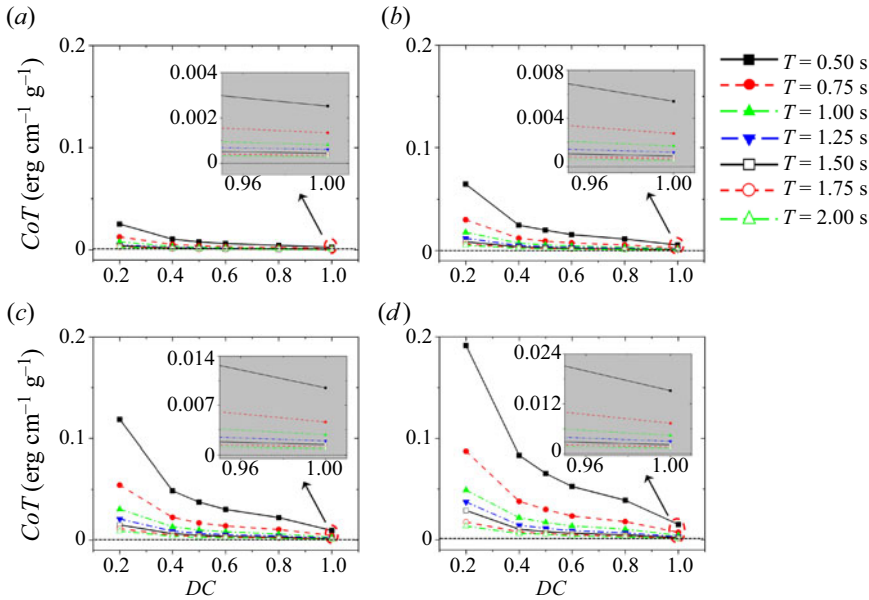 (a)
(b)
0.2
0.1
0
CoT (erg cm⁻¹ g⁻¹)
0.004
0.002
0
0.96 1.00
0.2 0.4 0.6 0.8 1.0
0.2
0.1
0
0.008
0.004
0
0.96 1.00
0.2 0.4 0.6 0.8 1.0
T = 0.50 s
T = 0.75 s
T = 1.00 s
T = 1.25 s
T = 1.50 s
T = 1.75 s
T = 2.00 s
(c)
(d)
0.2
0.1
0
CoT (erg cm⁻¹ g⁻¹)
0.014
0.007
0
0.96 1.00
0.2 0.4 0.6 0.8 1.0
DC
0.2
0.1
0
0.024
0.012
0
0.96 1.00
0.2 0.4 0.6 0.8 1.0
DC